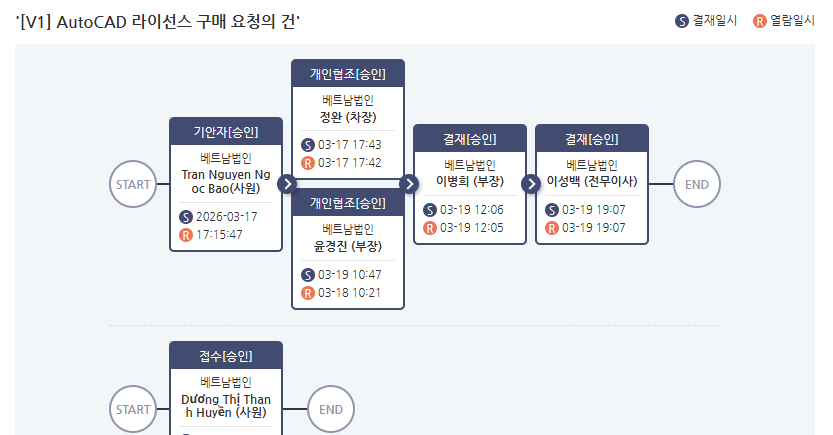 '[V1] AutoCAD 라이선스 구매 요청의 건'
S 결재일시 R 열람일시
START
기안자[승인]
베트남법인
Tran Nguyen Ng
oc Bao(사원)
S 2026-03-17
R 17:15:47
개인협조[승인]
베트남법인
정완 (차장)
S 03-17 17:43
R 03-17 17:42
개인협조[승인]
베트남법인
윤경진 (부장)
S 03-19 10:47
R 03-18 10:21
결재[승인]
베트남법인
이병희 (부장)
S 03-19 12:06
R 03-19 12:05
결재[승인]
베트남법인
이성백 (전무이사)
S 03-19 19:07
R 03-19 19:07
END
START
접수[승인]
베트남법인
Dương Thị Than
h Huyền (사원)
END